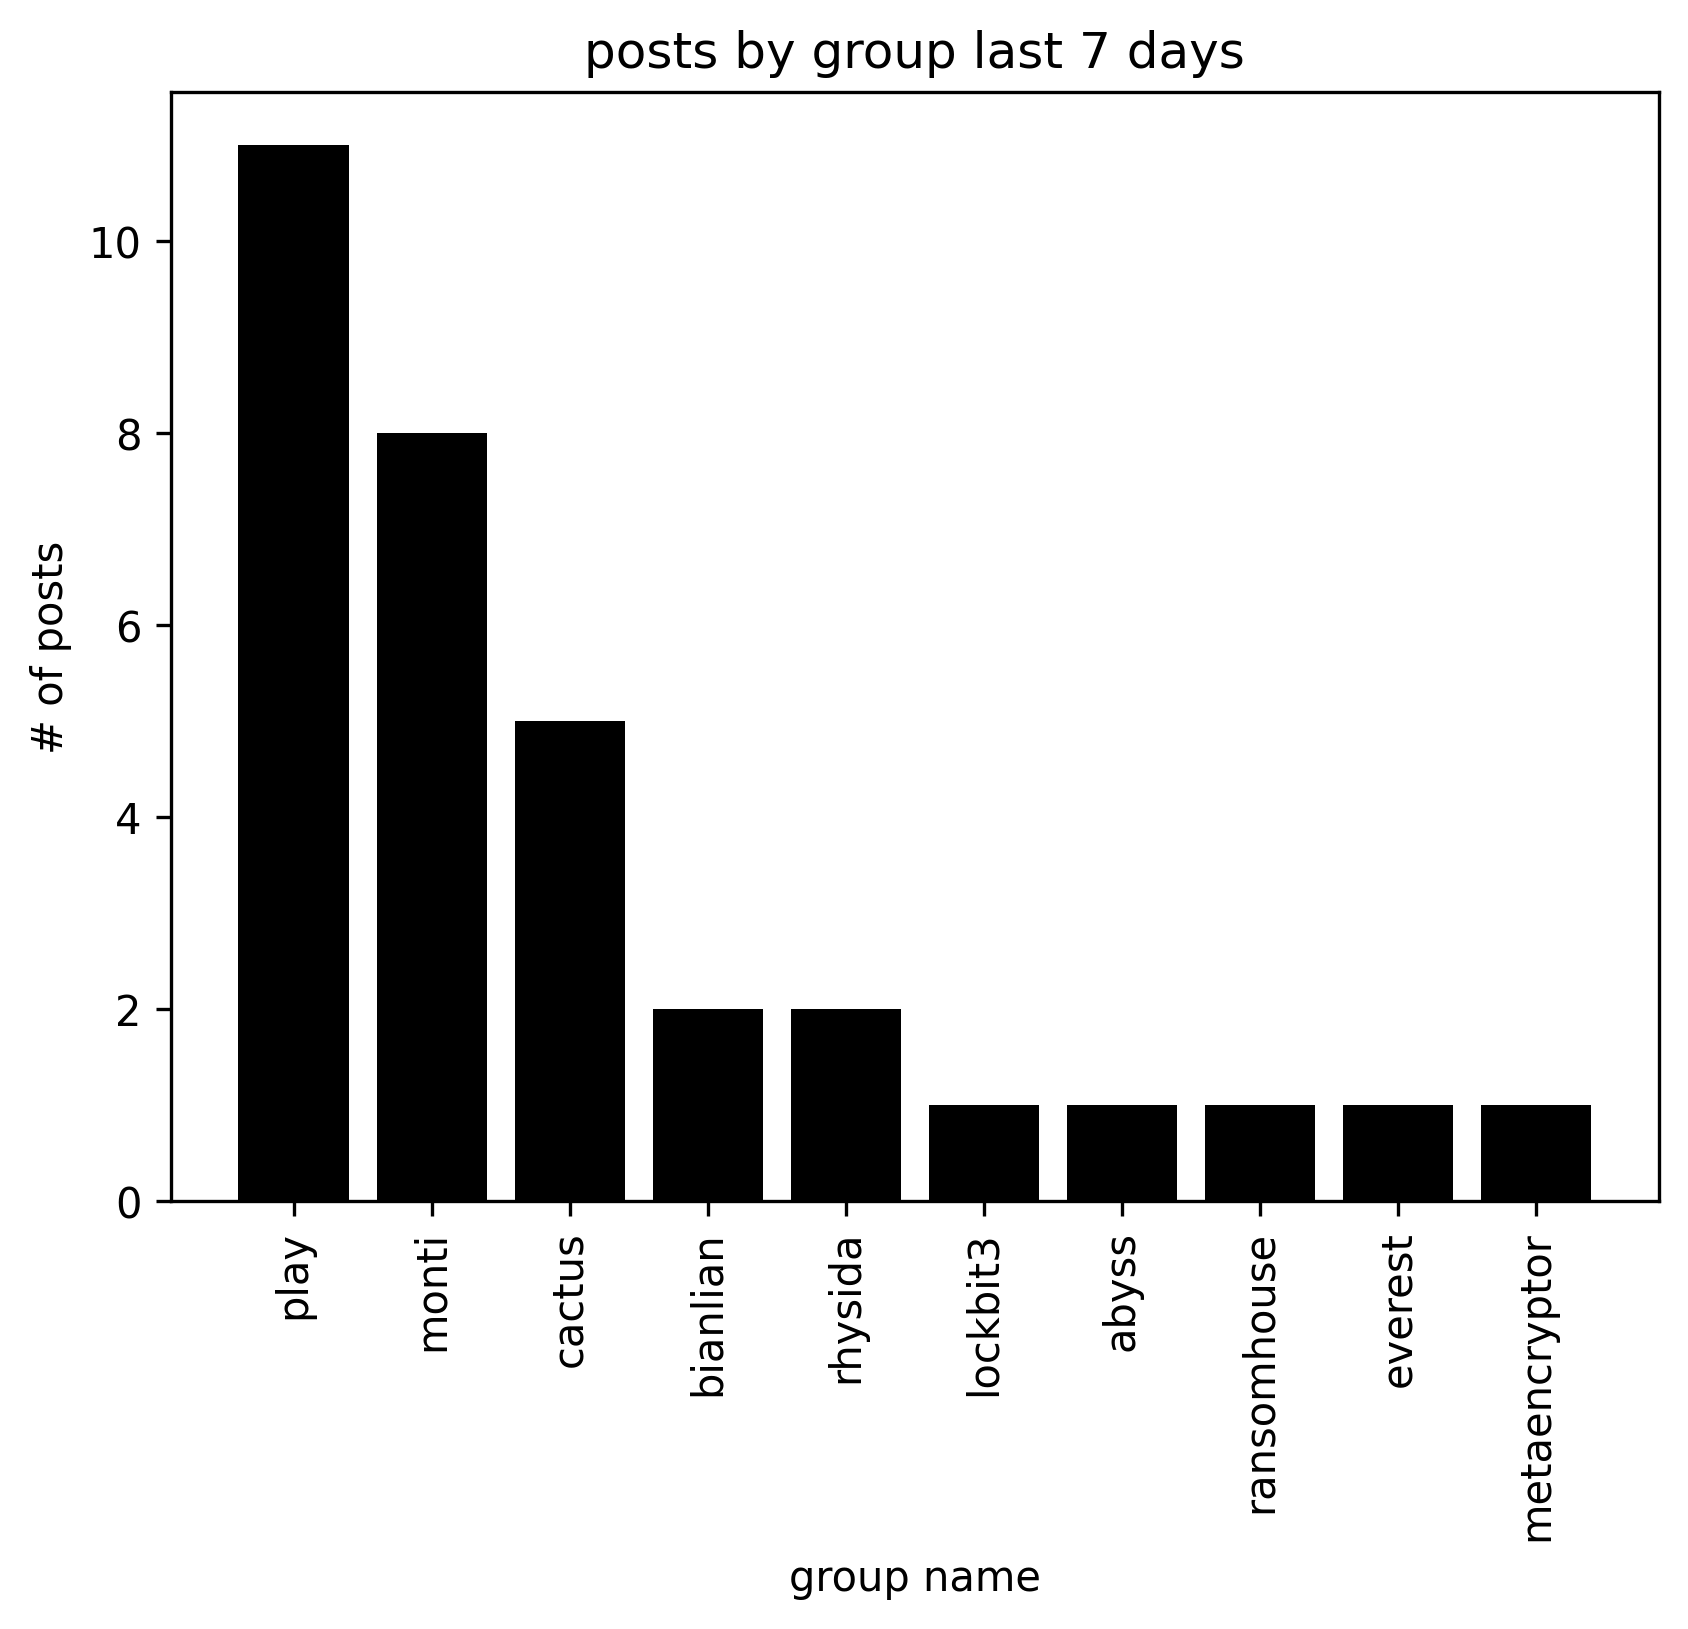 posts by group last 7 days
# of posts
10
8
6
4
2
0
play
monti
cactus
bianlian
rhysida
lockbit3
abyss
ransomhouse
everest
metaencryptor
group name